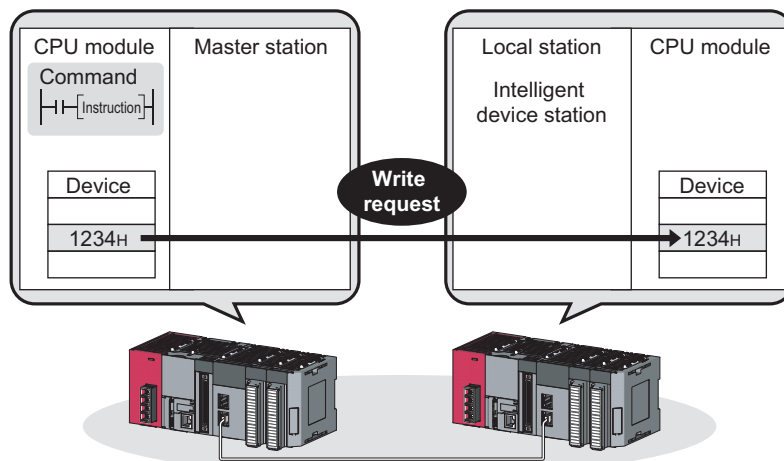 CPU module
Master station
Command
Instruction
Device
1234H
Write
request
Local station
Intelligent
device station
CPU module
Device
1234H